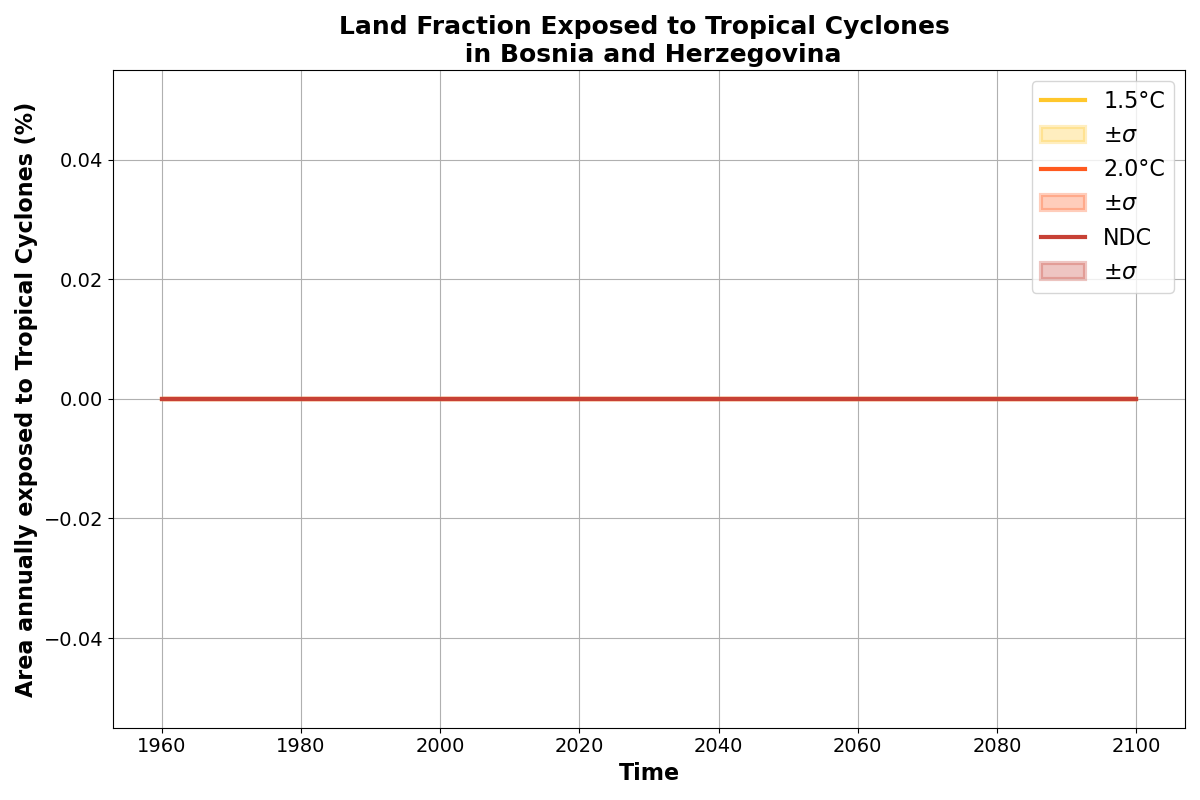 Land Fraction Exposed to Tropical Cyclones
in Bosnia and Herzegovina
Area annually exposed to Tropical Cyclones (%)
0.04
0.02
0.00
−0.02
−0.04
1.5°C
±σ
2.0°C
±σ
NDC
±σ
1960 1980 2000 2020 2040 2060 2080 2100
Time